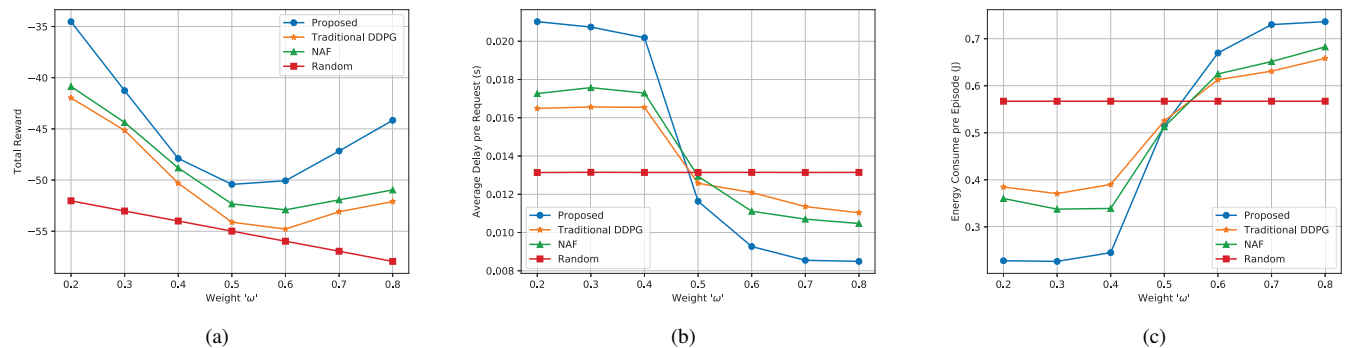 −35
−40
−45
−50
−55
Total Reward
0.2 0.3 0.4 0.5 0.6 0.7 0.8
Weight 'ω'
Proposed
Traditional DDPG
NAF
Random
(a)
0.020
0.018
0.016
0.014
0.012
0.010
0.008
Average Delay pre Request (s)
0.2 0.3 0.4 0.5 0.6 0.7 0.8
Weight 'ω'
Proposed
Traditional DDPG
NAF
Random
(b)
0.7
0.6
0.5
0.4
0.3
Energy Consume pre Episode (J)
0.2 0.3 0.4 0.5 0.6 0.7 0.8
Weight 'ω'
Proposed
Traditional DDPG
NAF
Random
(c)